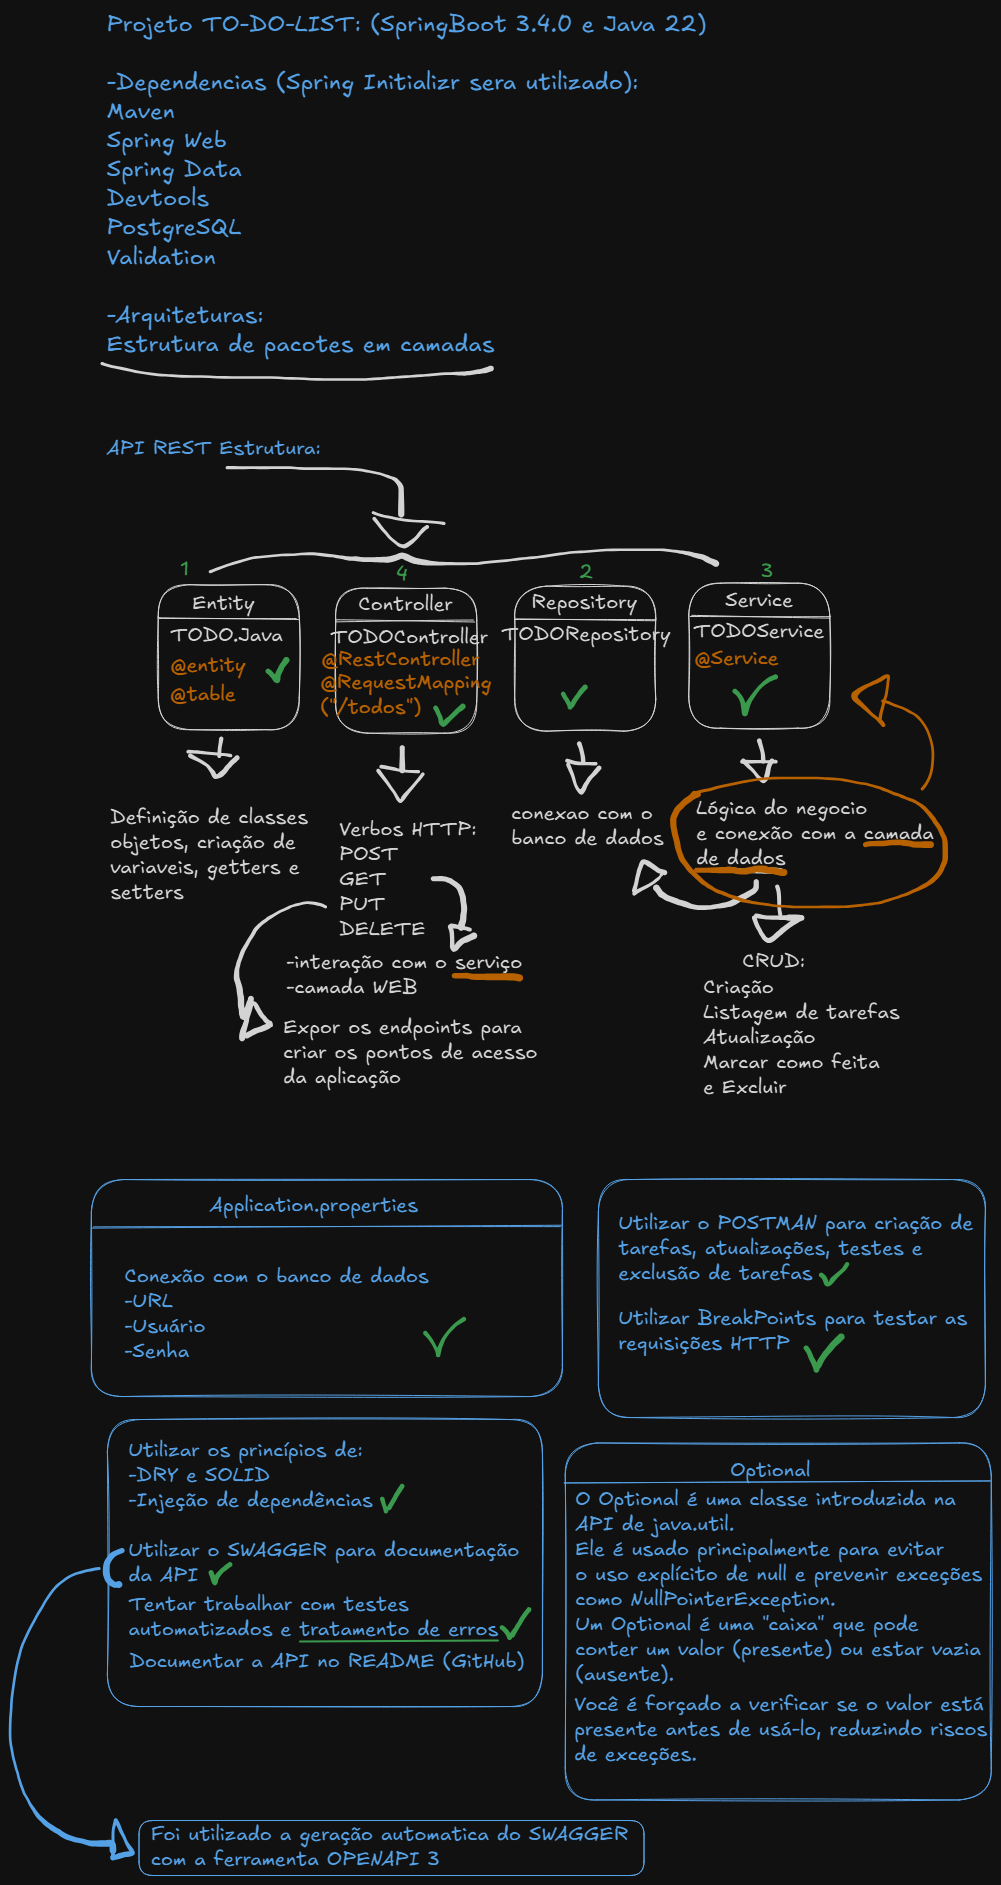 Projeto TO-DO-LIST: (SpringBoot 3.4.0 e Java 22)
-Dependencias (Spring Initializr sera utilizado):
Maven
Spring Web
Spring Data
Devtools
PostgreSQL
Validation
-Arquiteturas:
Estrutura de pacotes em camadas
API REST Estrutura:
1
Entity
TODO.Java
@entity
@table
Definição de classes
objetos, criação de
variaveis, getters e
setters
4
Controller
TODOController
@RestController
@RequestMapping
("/todos")
Verbos HTTP:
POST
GET
PUT
DELETE
-interação com o serviço
-camada WEB
Expor os endpoints para
criar os pontos de acesso
da aplicação
2
Repository
TODORepository
conexao com o
banco de dados
3
Service
TODOService
@Service
Lógica do negocio
e conexão com a camada
de dados
CRUD:
Criação
Listagem de tarefas
Atualização
Marcar como feita
e Excluir
Application.properties
Conexão com o banco de dados
-URL
-Usuário
-Senha
Utilizar o POSTMAN para criação de
tarefas, atualizações, testes e
exclusão de tarefas
Utilizar BreakPoints para testar as
requisições HTTP
Utilizar os princípios de:
-DRY e SOLID
-Injeção de dependências
Utilizar o SWAGGER para documentação
da API
Tentar trabalhar com testes
automatizados e tratamento de erros
Documentar a API no README (GitHub)
Optional
O Optional é uma classe introduzida na
API de java.util.
Ele é usado principalmente para evitar
o uso explícito de null e prevenir exceções
como NullPointerException.
Um Optional é uma "caixa" que pode
conter um valor (presente) ou estar vazia
(ausente).
Você é forçado a verificar se o valor está
presente antes de usá-lo, reduzindo riscos
de exceções.
Foi utilizado a geração automatica do SWAGGER
com a ferramenta OPENAPI 3